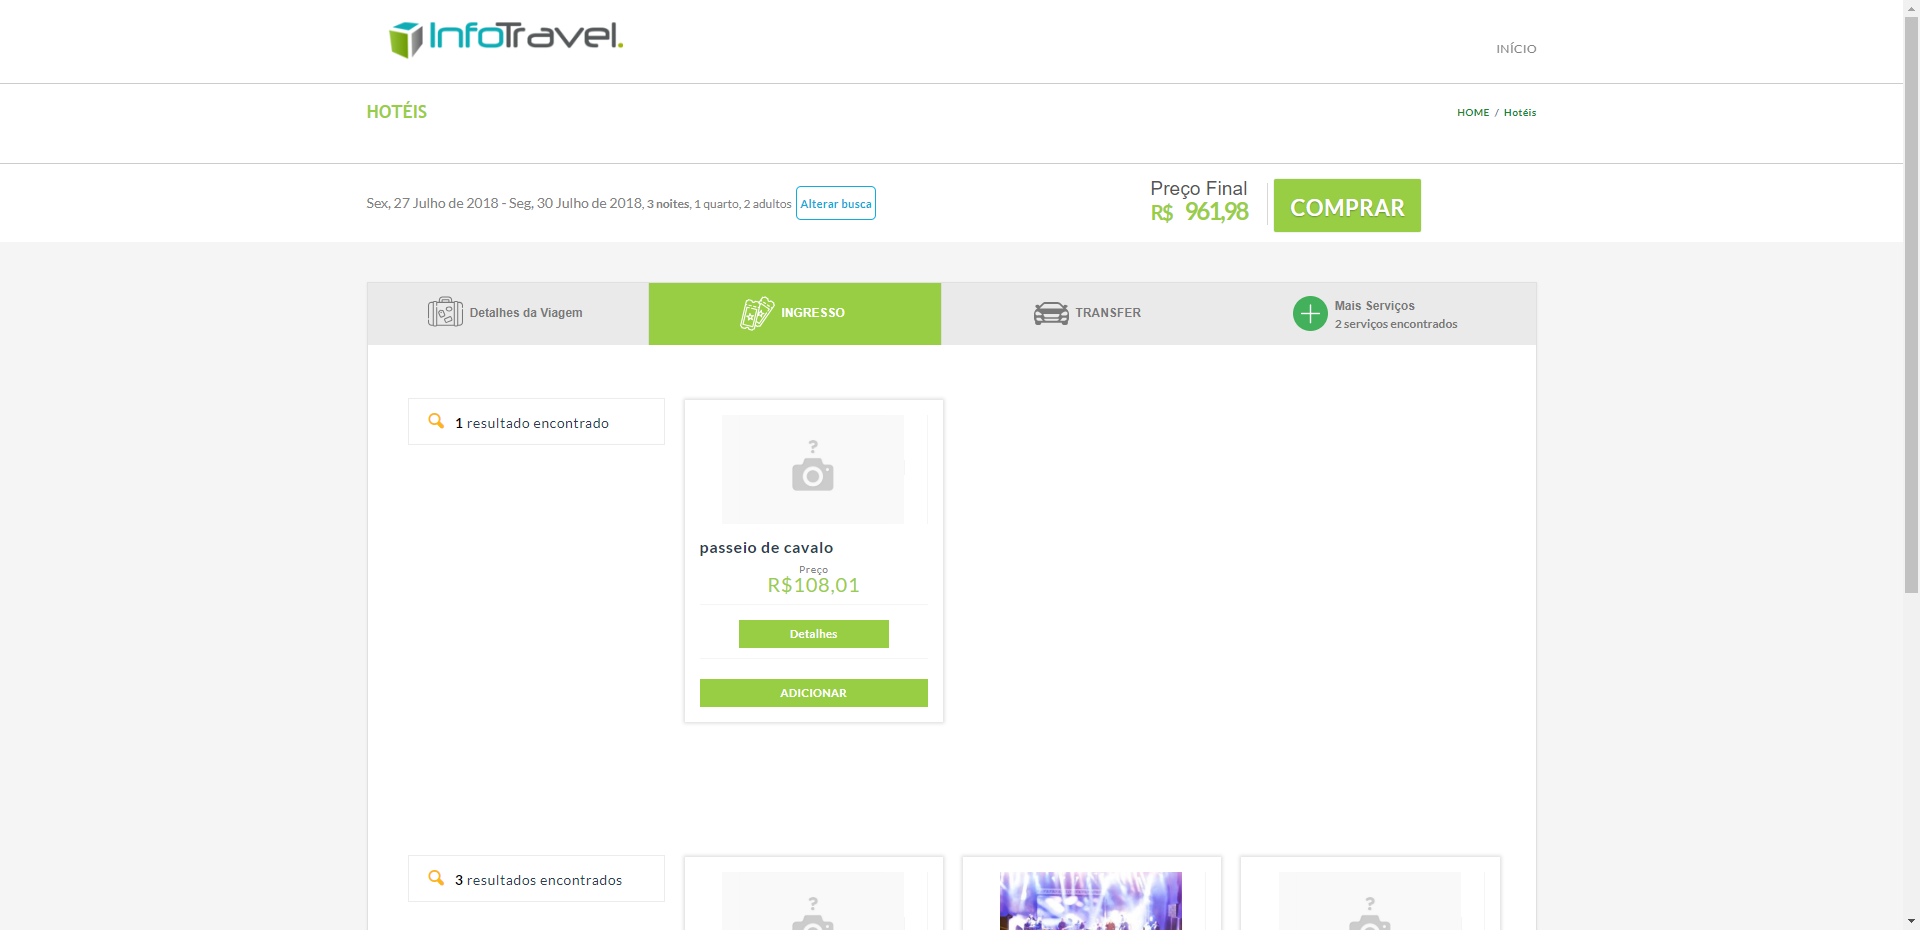 InfoTravel.
INÍCIO
HOTÉIS
HOME / Hotéis
Sex, 27 Julho de 2018 - Seg, 30 Julho de 2018, 3 noites, 1 quarto, 2 adultos
Alterar busca
Preço Final
R$ 961,98
COMPRAR
Detalhes da Viagem
INGRESSO
TRANSFER
Mais Serviços
2 serviços encontrados
1 resultado encontrado
?
passeio de cavalo
Preço
R$108,01
Detalhes
ADICIONAR
3 resultados encontrados
?
?